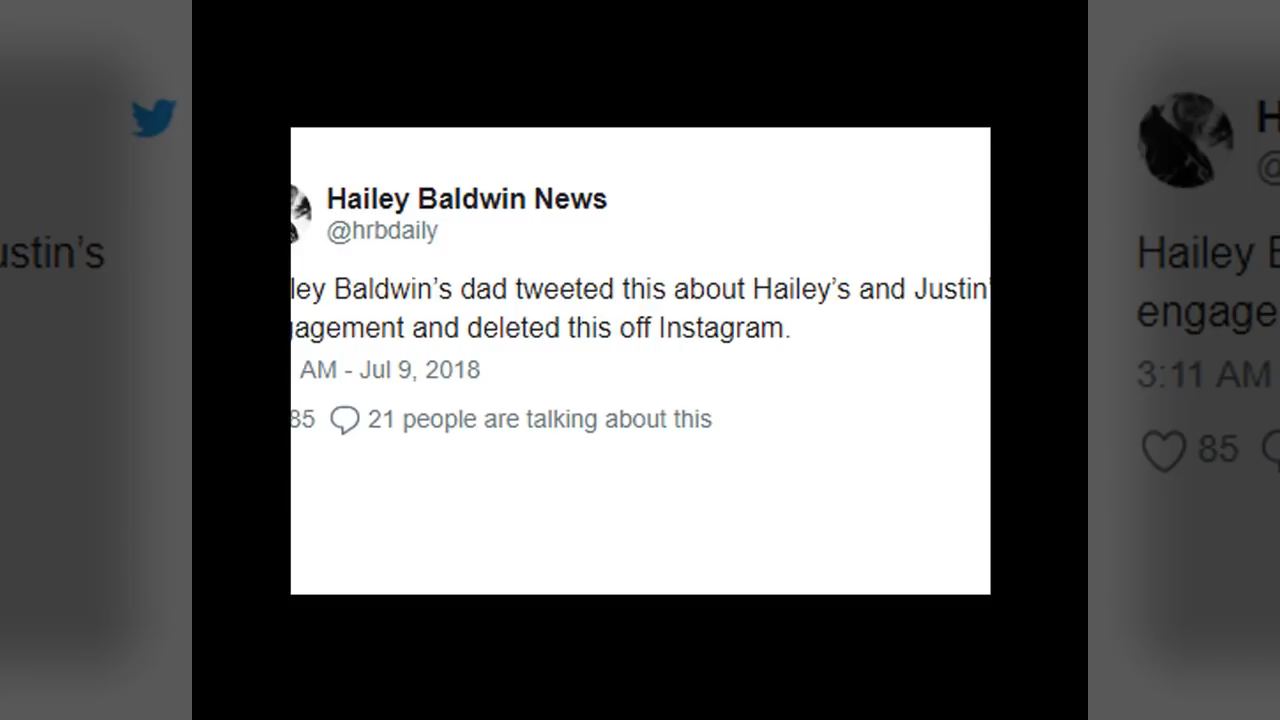 Hailey Baldwin News
@hrbdaily
ley Baldwin's dad tweeted this about Hailey's and Justin'
agement and deleted this off Instagram.
AM - Jul 9, 2018
85 21 people are talking about this
ustin's
H
@
Hailey B
engage
3:11 AM
85